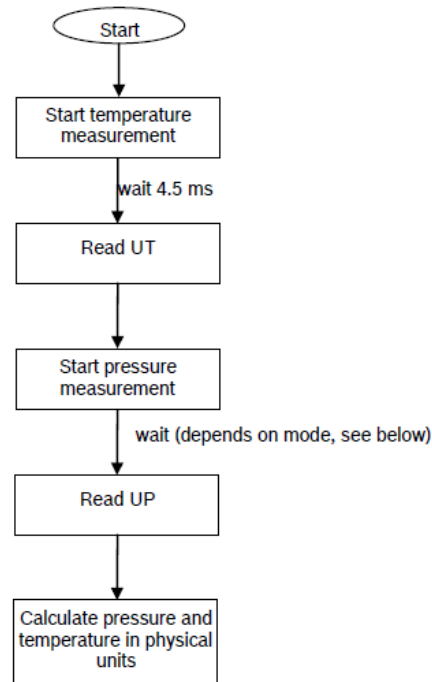 Start
Start temperature
measurement
wait 4.5 ms
Read UT
Start pressure
measurement
wait (depends on mode, see below)
Read UP
Calculate pressure and
temperature in physical
units